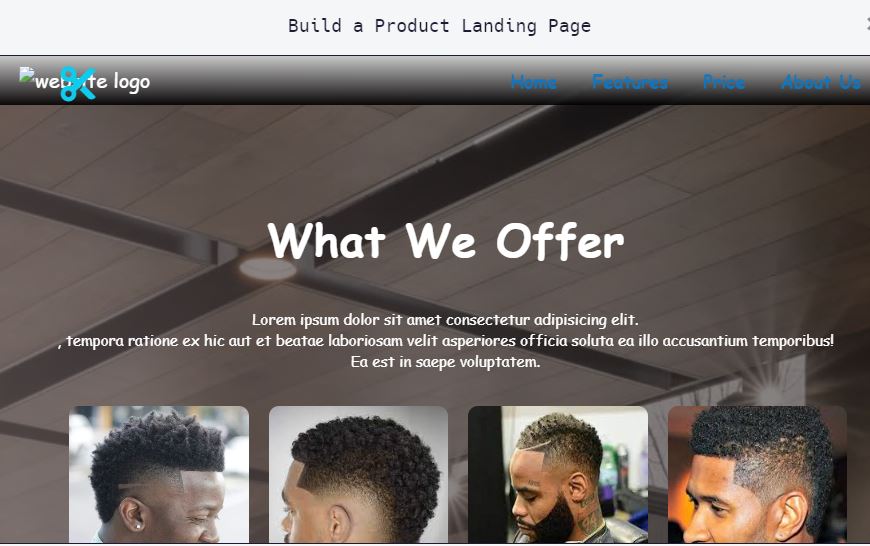 Build a Product Landing Page
website logo
Home Features Price About Us
What We Offer
Lorem ipsum dolor sit amet consectetur adipisicing elit.
, tempora ratione ex hic aut et beatae laboriosam velit asperiores officia soluta ea illo accusantium temporibus!
Ea est in saepe voluptatem.